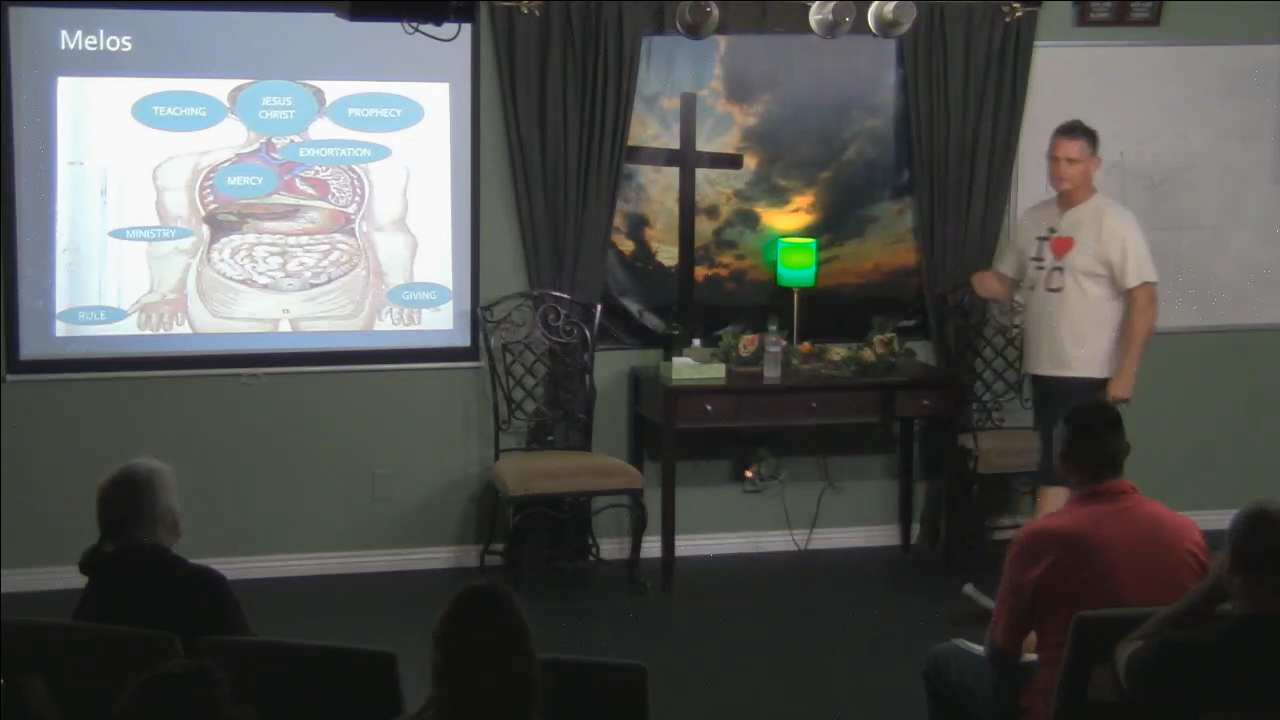 Melos
TEACHING
JESUS
CHRIST
PROPHECY
EXHORTATION
MERCY
MINISTRY
GIVING
RULE
I ♥